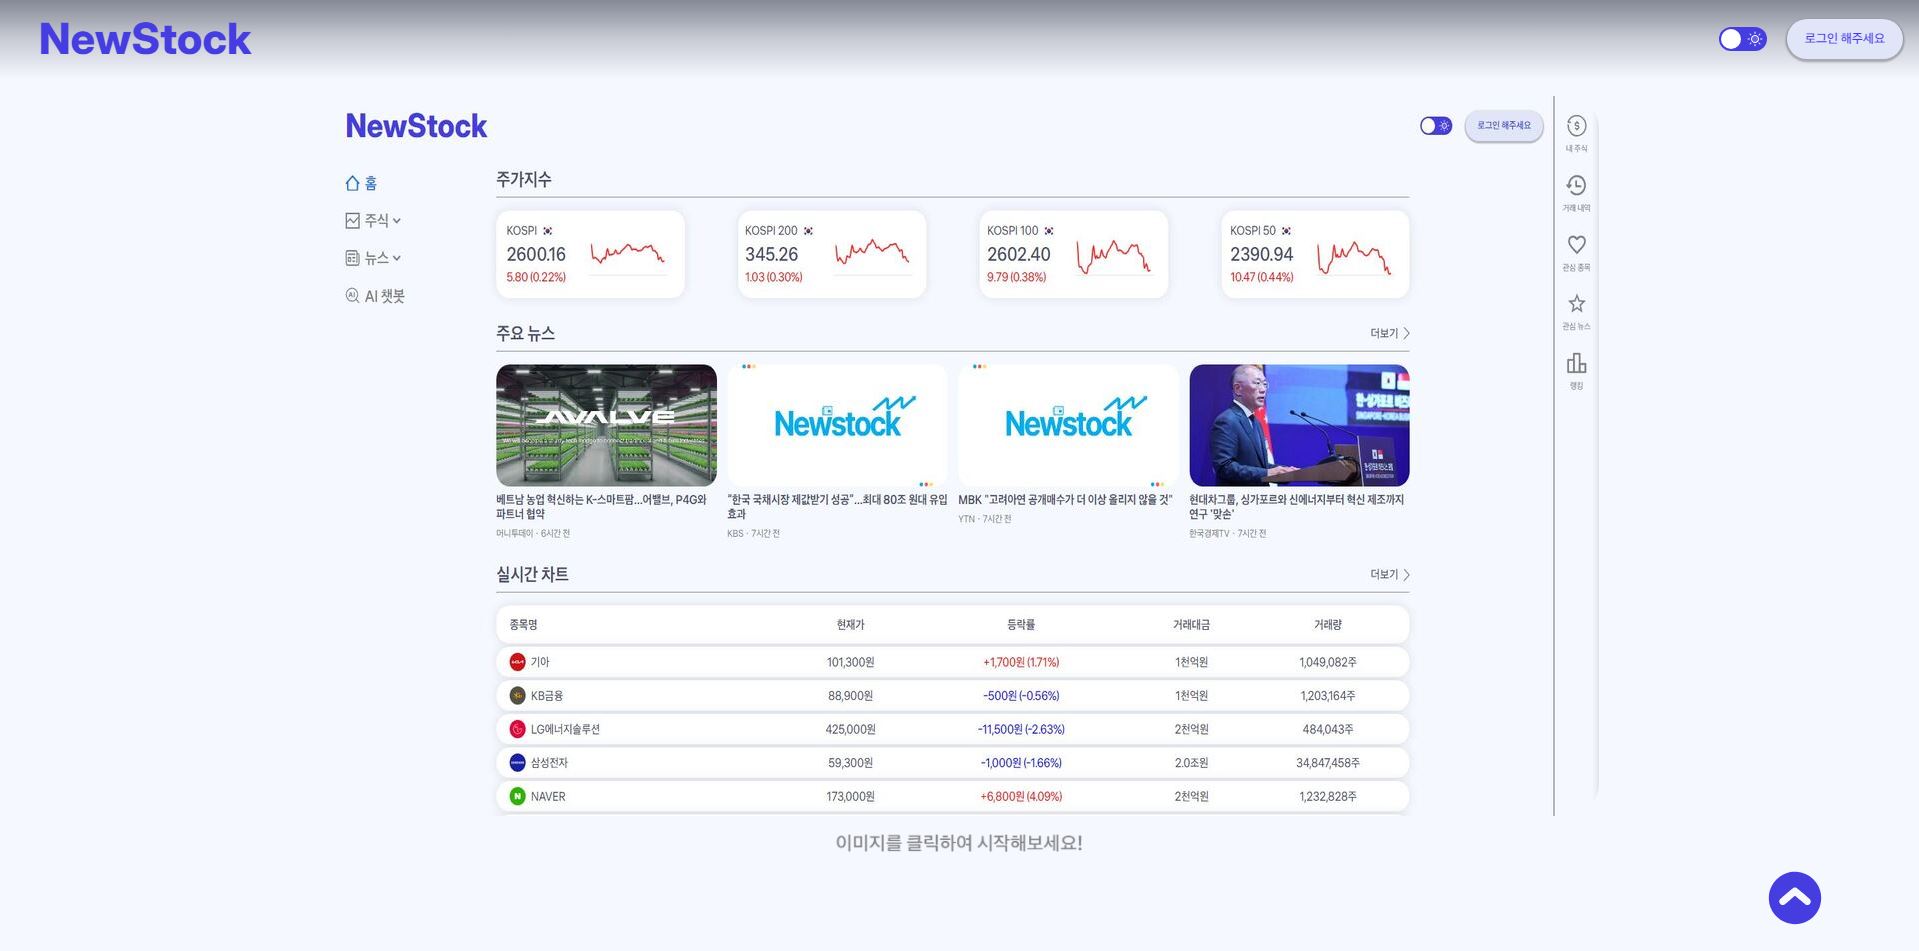 NewStock
로그인 해주세요
NewStock
로그인 해주세요
홈
주식
뉴스
AI 챗봇
주가지수
KOSPI
2600.16
5.80 (0.22%)
KOSPI 200
345.26
1.03 (0.30%)
KOSPI 100
2602.40
9.79 (0.38%)
KOSPI 50
2390.94
10.47 (0.44%)
주요 뉴스
더보기
AVALVE
Newstock
Newstock
베트남 농업 혁신하는 K-스마트팜...어밸브, P4G와
파트너 협약
머니투데이 · 6시간 전
"한국 국채시장 제값받기 성공"...최대 80조 원대 유입
효과
KBS · 7시간 전
MBK "고려아연 공개매수가 더 이상 올리지 않을 것"
YTN · 7시간 전
현대차그룹, 싱가포르와 신에너지부터 혁신 제조까지
연구 '맞손'
한국경제TV · 7시간 전
실시간 차트
더보기
종목명 현재가 등락률 거래대금 거래량
기아 101,300원 +1,700원 (1.71%) 1천억원 1,049,082주
KB금융 88,900원 -500원 (-0.56%) 1천억원 1,203,164주
LG에너지솔루션 425,000원 -11,500원 (-2.63%) 2천억원 484,043주
삼성전자 59,300원 -1,000원 (-1.66%) 2.0조원 34,847,458주
NAVER 173,000원 +6,800원 (4.09%) 2천억원 1,232,828주
내 주식
거래 내역
관심 종목
관심 뉴스
랭킹
이미지를 클릭하여 시작해보세요!